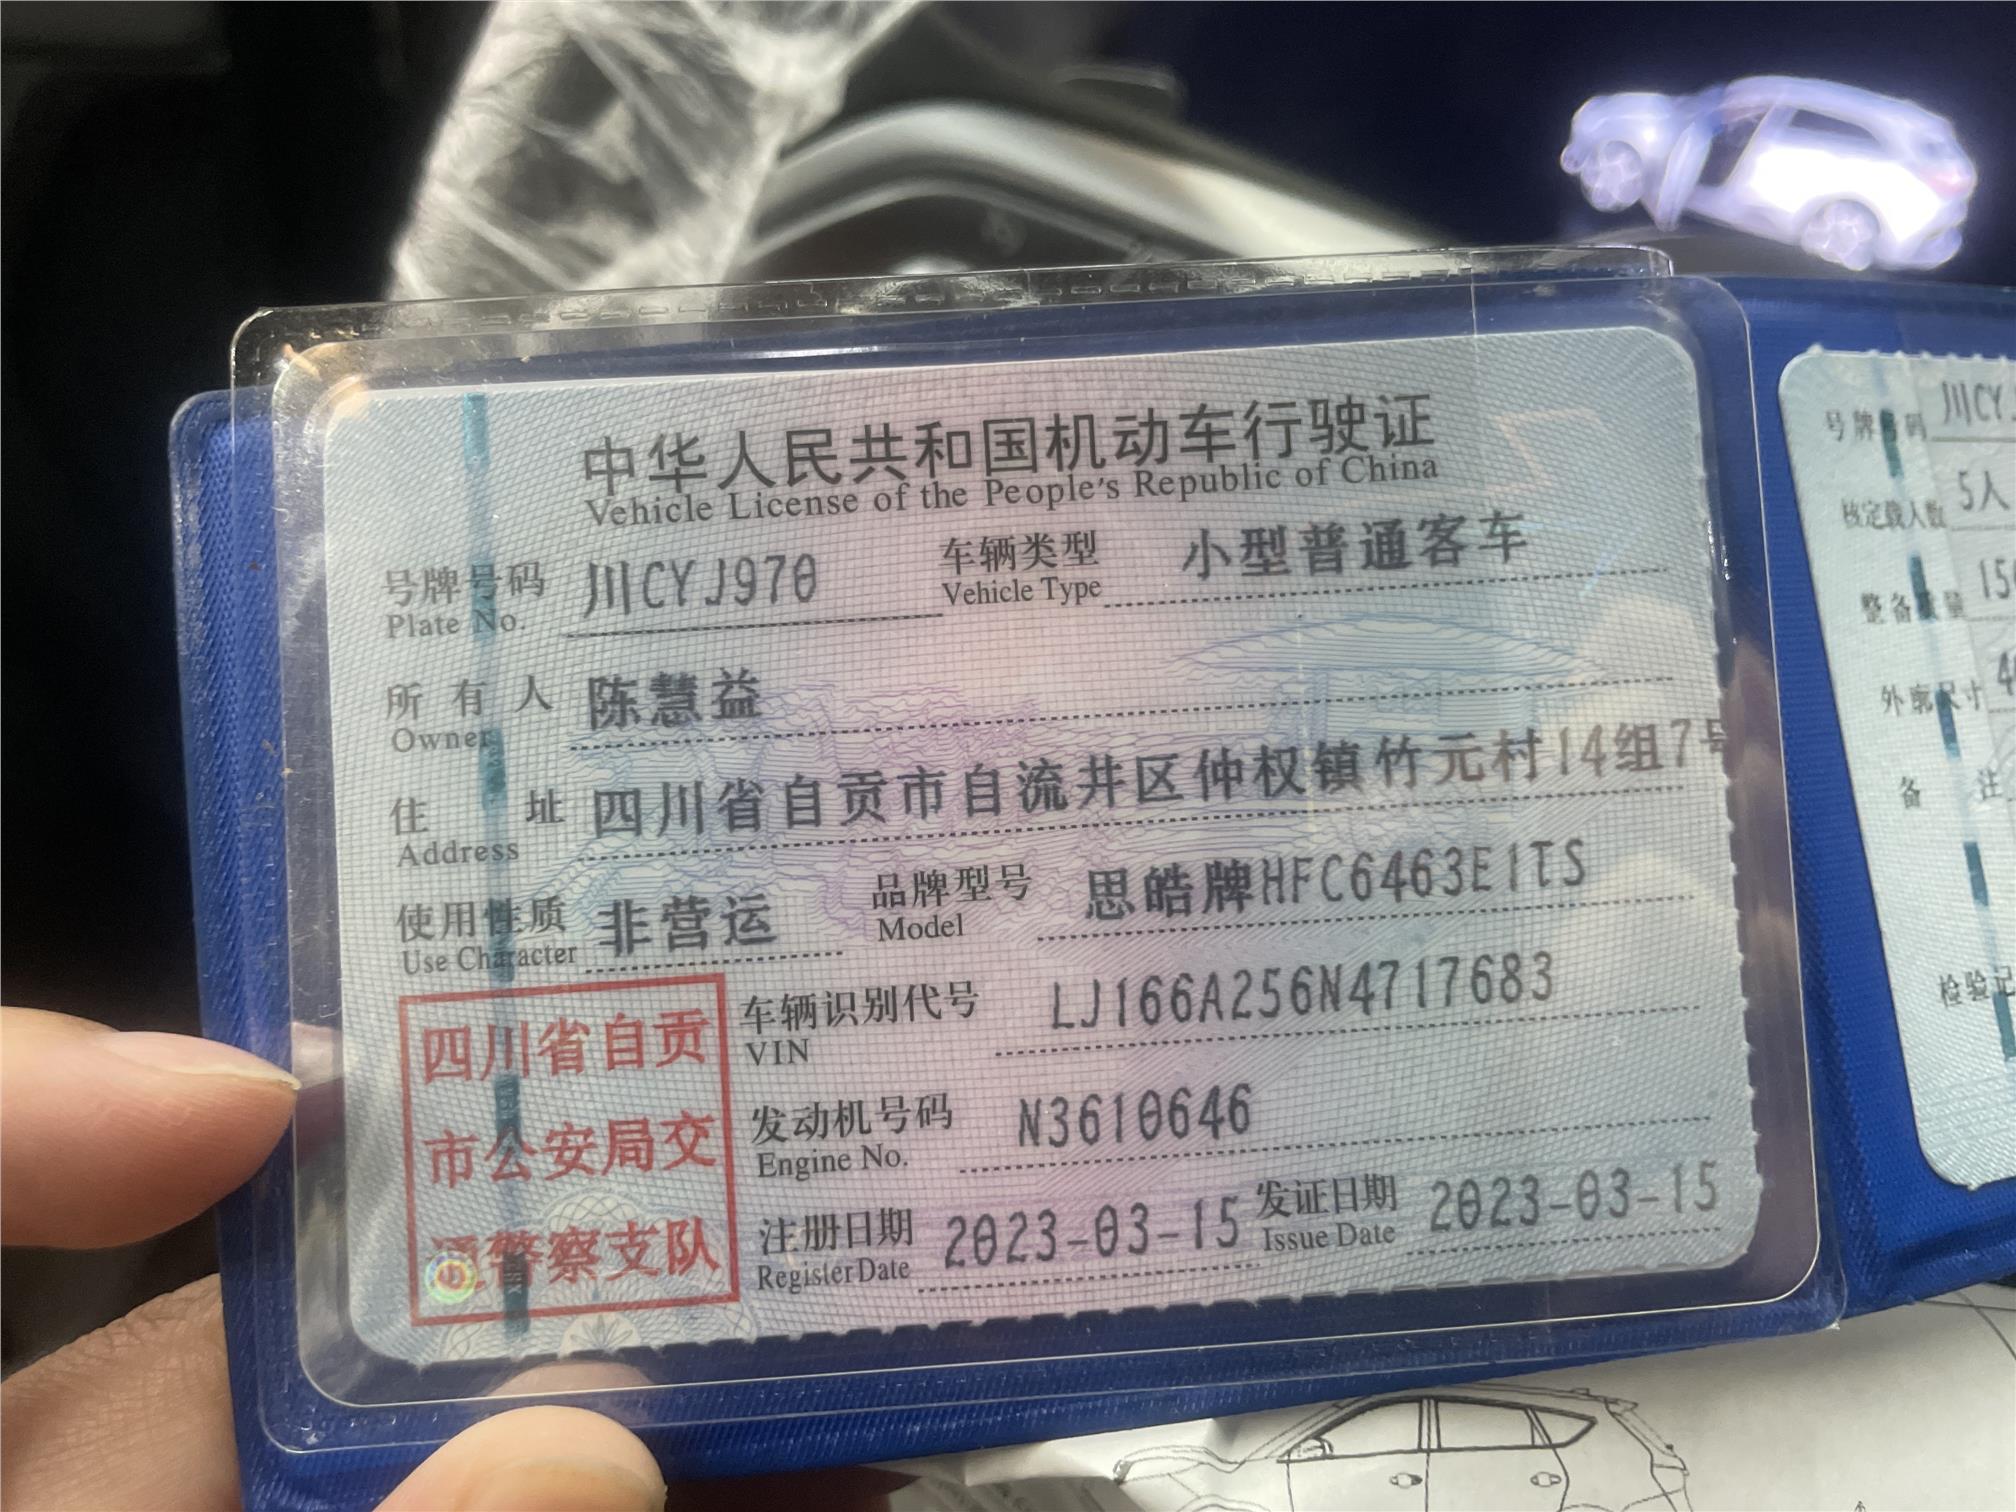 中华人民共和国机动车行驶证
Vehicle License of the People's Republic of China
号牌号码 川CYJ970 车辆类型 小型普通客车
Plate No. Vehicle Type
所有人 陈慧益
Owner
住址 四川省自贡市自流井区仲权镇竹元村14组7号
Address
使用性质 非营运 品牌型号 思皓牌HFC6463E1TS
Use Character Model
车辆识别代号 LJ166A256N4717683
VIN
发动机号码 N3610646
Engine No.
注册日期 2023-03-15 发证日期 2023-03-15
Register Date Issue Date
四川省自贡
市公安局交
通警察支队
号牌号码 川CY
核定载人数 5人
整备质量
外廓尺寸
备注
检验记